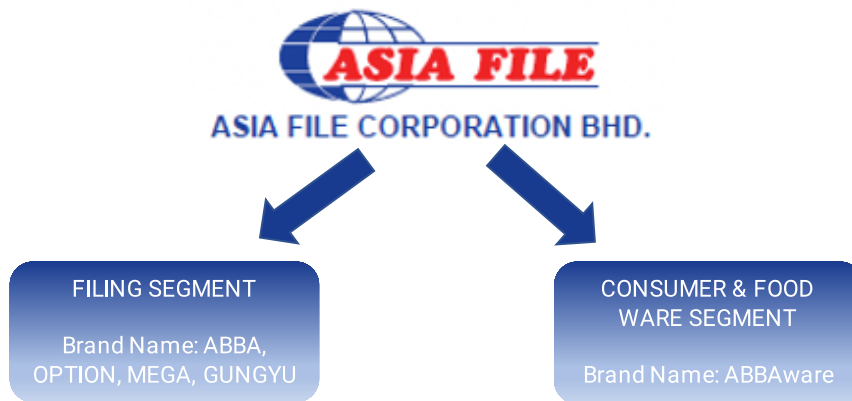 ASIA FILE
ASIA FILE CORPORATION BHD.
FILING SEGMENT
Brand Name: ABBA,
OPTION, MEGA, GUNGYU
CONSUMER & FOOD
WARE SEGMENT
Brand Name: ABBAware